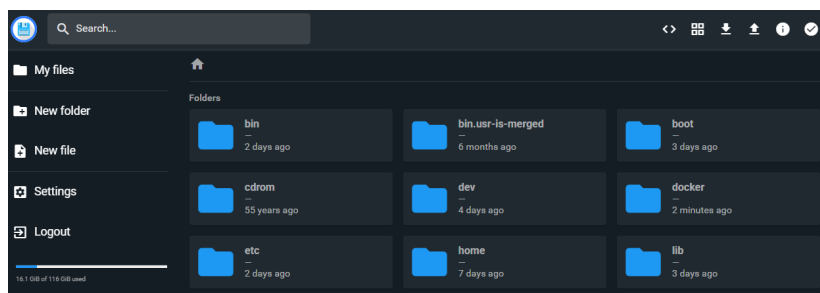 Search...
My files
New folder
New file
Settings
Logout
16.1 GiB of 116 GiB used
Folders
bin
—
2 days ago
bin.usr-is-merged
—
6 months ago
boot
—
3 days ago
cdrom
—
55 years ago
dev
—
4 days ago
docker
—
2 minutes ago
etc
—
2 days ago
home
—
7 days ago
lib
—
3 days ago